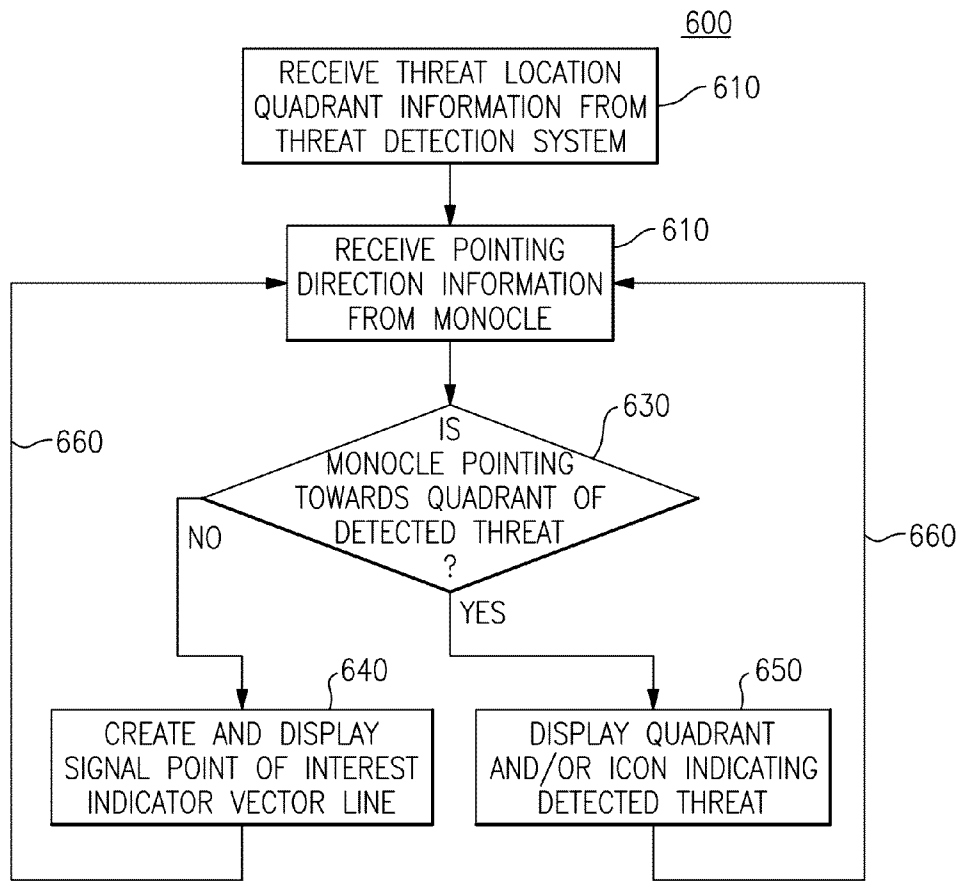 600
RECEIVE THREAT LOCATION
QUADRANT INFORMATION FROM
THREAT DETECTION SYSTEM
610
RECEIVE POINTING
DIRECTION INFORMATION
FROM MONOCLE
610
IS
MONOCLE POINTING
TOWARDS QUADRANT OF
DETECTED THREAT
?
630
660
660
NO
YES
640
CREATE AND DISPLAY
SIGNAL POINT OF INTEREST
INDICATOR VECTOR LINE
650
DISPLAY QUADRANT
AND/OR ICON INDICATING
DETECTED THREAT